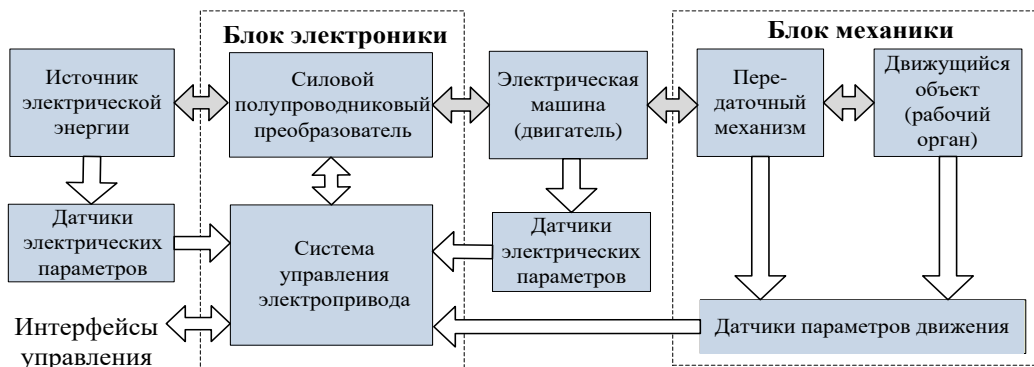 Блок электроники
Блок механики
Источник
электрической
энергии
Силовой
полупроводниковый
преобразователь
Электрическая
машина
(двигатель)
Пере-
даточный
механизм
Движущийся
объект
(рабочий
орган)
Датчики
электрических
параметров
Система
управления
электропривода
Датчики
электрических
параметров
Датчики параметров движения
Интерфейсы
управления